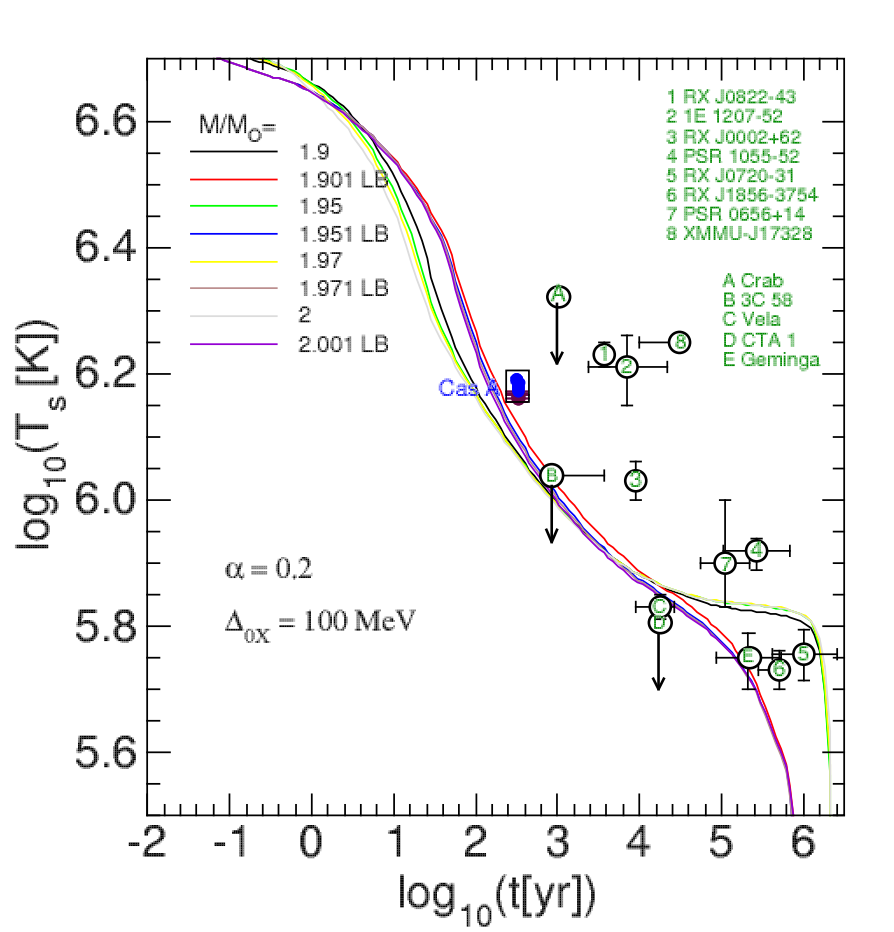 6.6
6.4
6.2
6.0
5.8
5.6
log10(Ts [K])
M/MO=
1.9
1.901 LB
1.95
1.951 LB
1.97
1.971 LB
2
2.001 LB
1 RX J0822-43
2 1E 1207-52
3 RX J0002+62
4 PSR 1055-52
5 RX J0720-31
6 RX J1856-3754
7 PSR 0656+14
8 XMMU-J17328
A Crab
B 3C 58
C Vela
D CTA 1
E Geminga
A
1
2
8
Cas A
B
3
7
4
C
D
E
6
5
α = 0.2
Δ0X = 100 MeV
-2 -1 0 1 2 3 4 5 6
log10(t[yr])